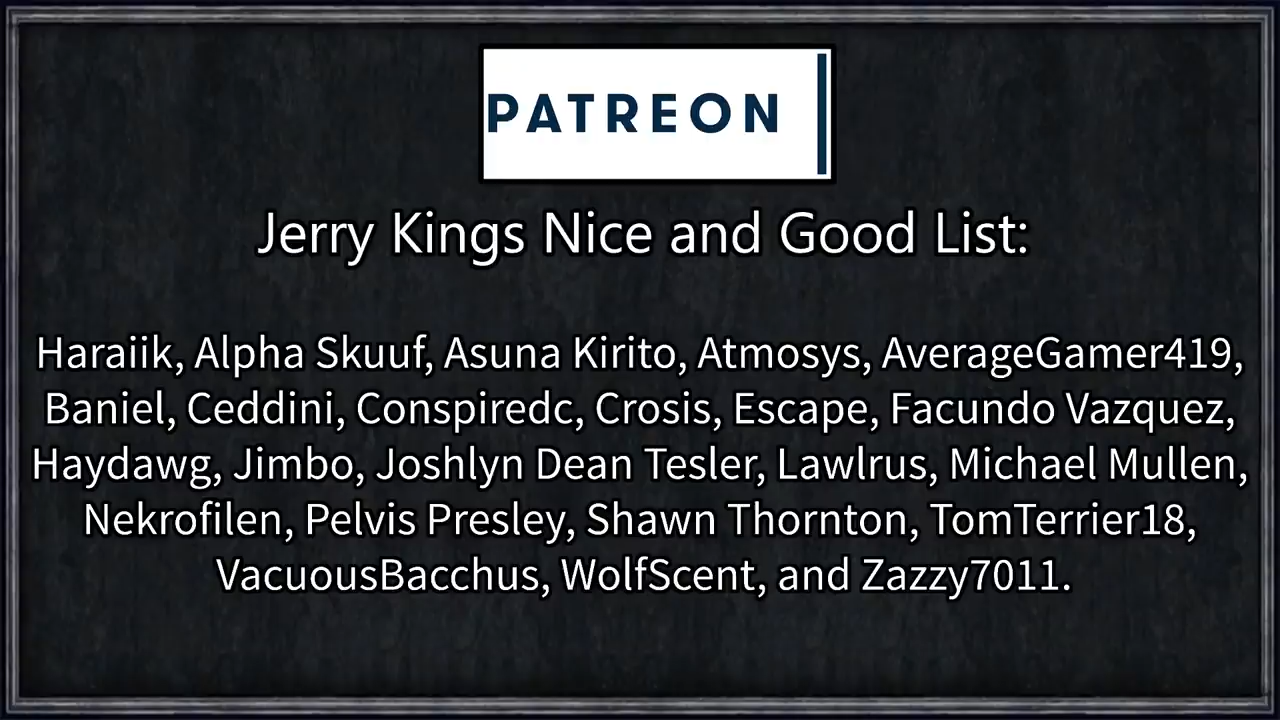 PATREON
Jerry Kings Nice and Good List:
Haraiik, Alpha Skuuf, Asuna Kirito, Atmosys, AverageGamer419,
Baniel, Ceddini, Conspiredc, Crosis, Escape, Facundo Vazquez,
Haydawg, Jimbo, Joshlyn Dean Tesler, Lawlrus, Michael Mullen,
Nekrofilen, Pelvis Presley, Shawn Thornton, TomTerrier18,
VacuousBacchus, WolfScent, and Zazzy7011.